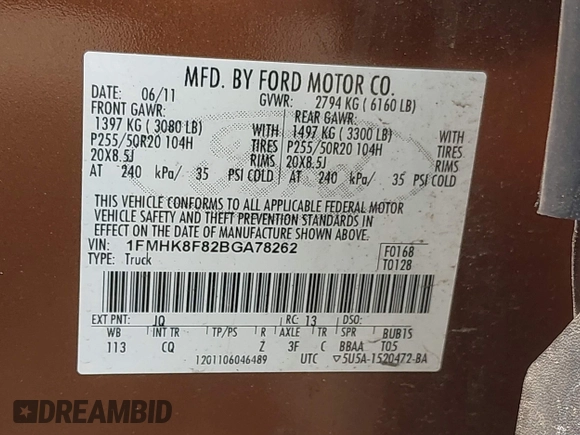 MFD. BY FORD MOTOR CO.
DATE: 06/11 GVWR: 2794 KG ( 6160 LB)
FRONT GAWR: REAR GAWR:
1397 KG ( 3080 LB) WITH 1497 KG ( 3300 LB) WITH
P255/50R20 104H TIRES P255/50R20 104H TIRES
20X8.5J RIMS 20X8.5J RIMS
AT 240 kPa/ 35 PSI COLD AT 240 kPa/ 35 PSI COLD
THIS VEHICLE CONFORMS TO ALL APPLICABLE FEDERAL MOTOR
VEHICLE SAFETY AND THEFT PREVENTION STANDARDS IN
EFFECT ON THE DATE OF MANUFACTURE SHOWN ABOVE.
VIN: 1FMHK8F82BGA78262 F0168
TYPE: Truck T0128
EXT PNT: JQ RC: 13 DSO:
WB INT TR TP/PS R AXLE TR SPR BUB15
113 CQ Z 3F C BBAA T05
1201106046489 UTC ▽5U5A-1520472-BA
Ford
DREAMBID